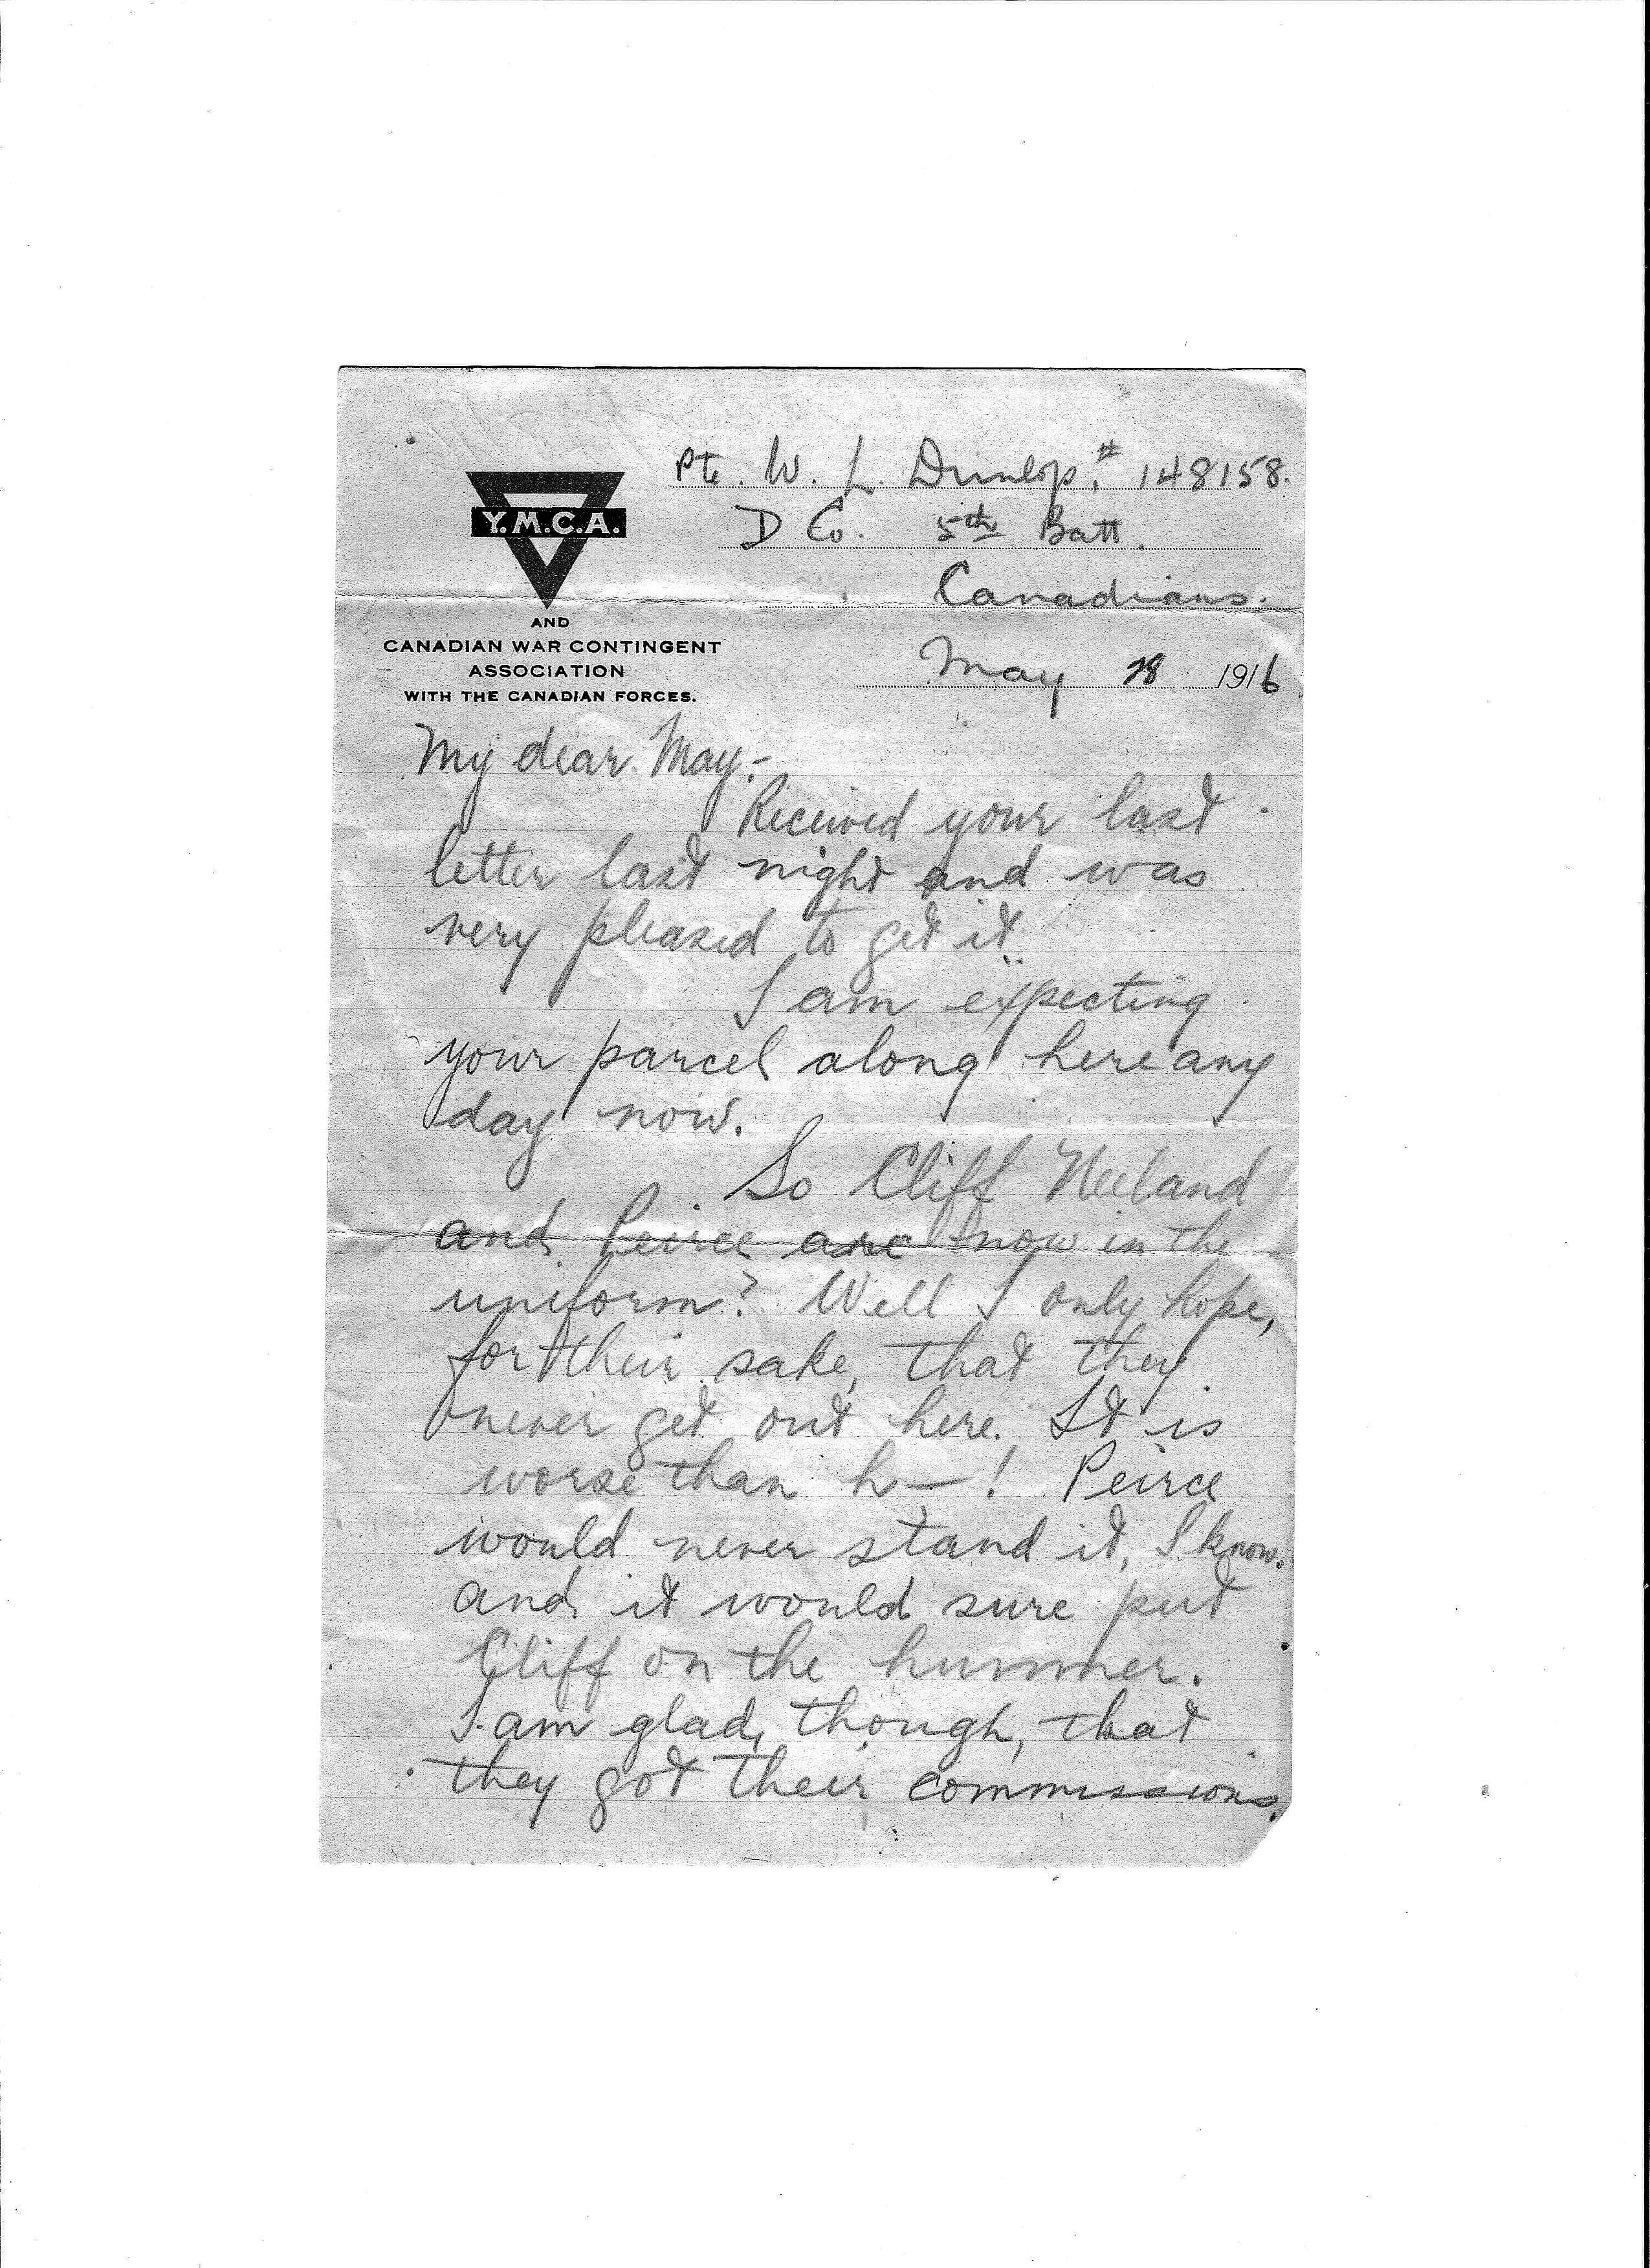 Pte. W. L. Dunlop, # 148158.
Y.M.C.A.
D Co. 5th Batt.
Canadians.
AND
CANADIAN WAR CONTINGENT
ASSOCIATION
WITH THE CANADIAN FORCES.
May 1916
My dear May:-
Received your last
letter last night and was
very pleased to get it.
I am expecting
your parcel along here any
day now.
So Cliff Neeland
and Peirce are now in the
uniform? Well I only hope,
for their sake, that they
never get out here. It is
worse than h—! Peirce
would never stand it, I know.
and it would sure put
Cliff on the hummer.
I am glad, though, that
they got their commissions.